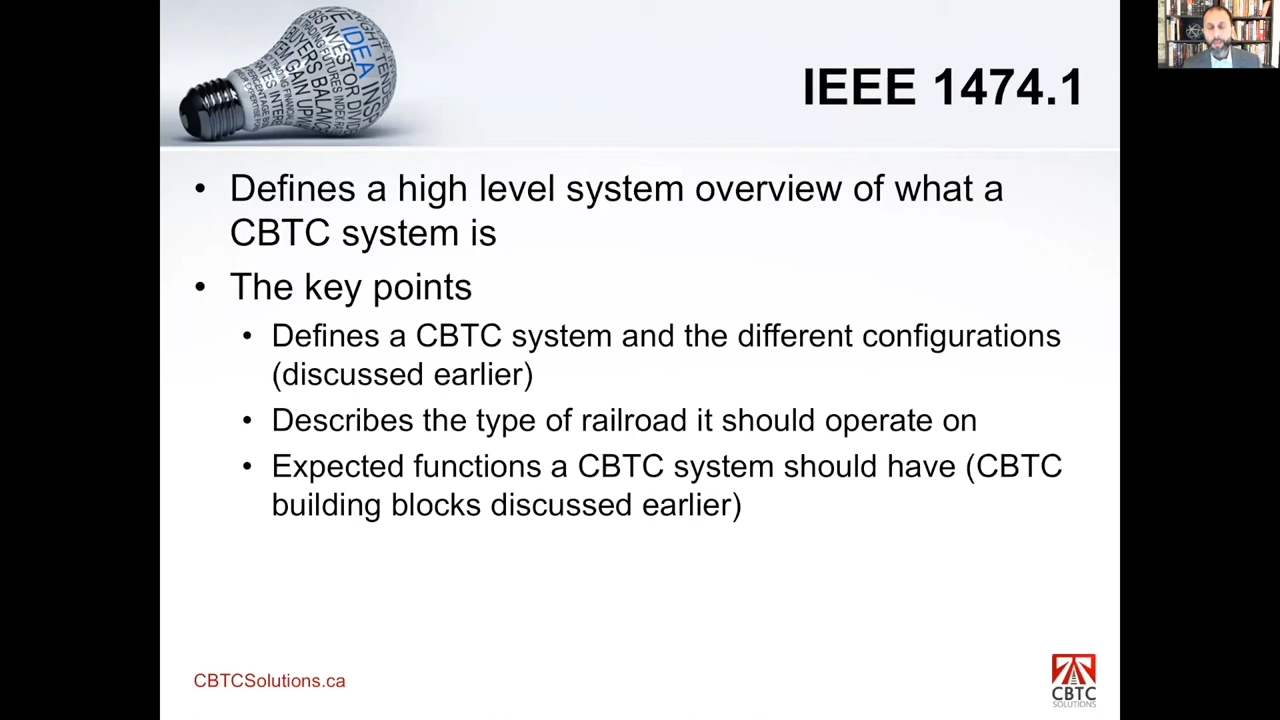 IDEA
IEEE 1474.1
• Defines a high level system overview of what a
CBTC system is
• The key points
• Defines a CBTC system and the different configurations
(discussed earlier)
• Describes the type of railroad it should operate on
• Expected functions a CBTC system should have (CBTC
building blocks discussed earlier)
CBTCSolutions.ca
CBTC
SOLUTIONS